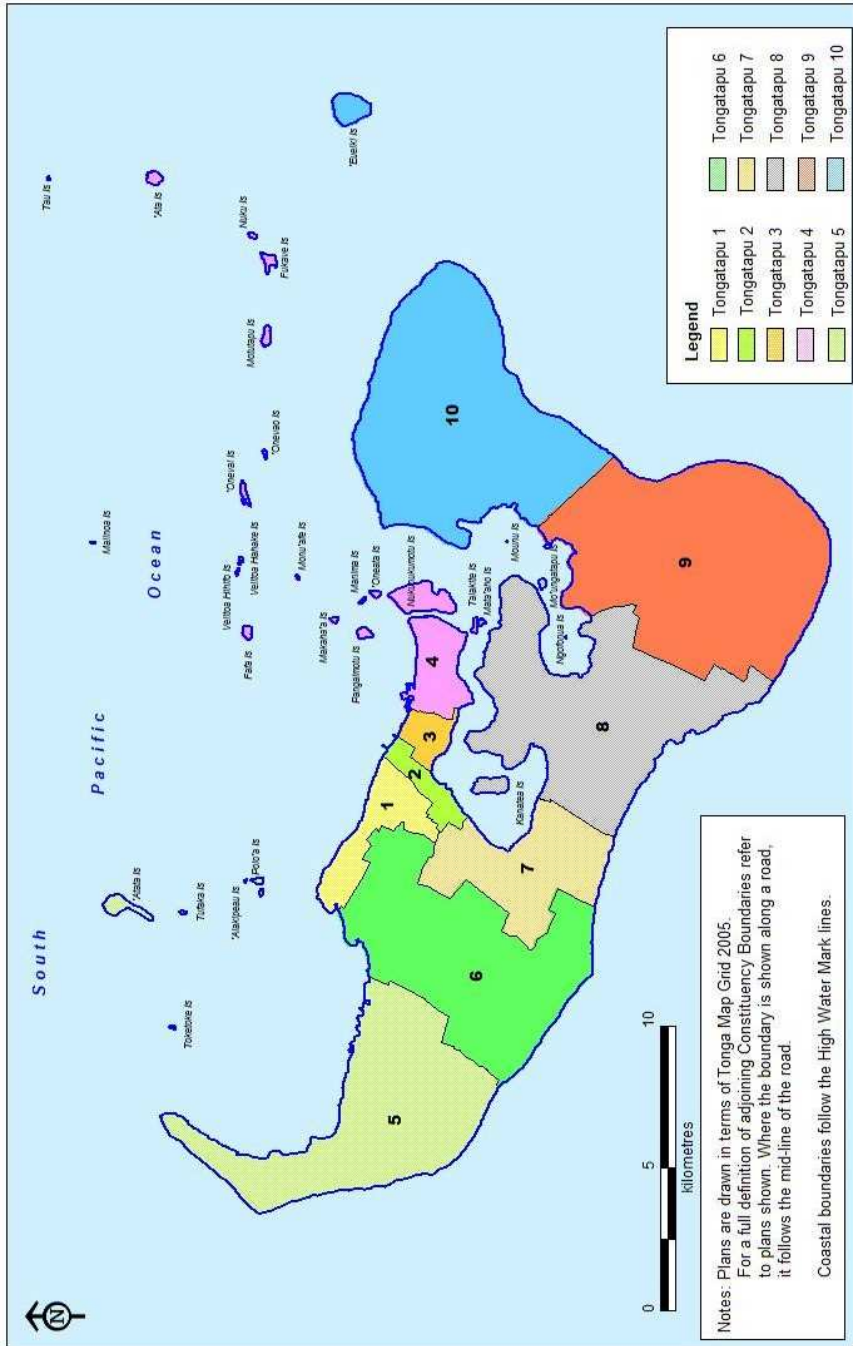 N
South
Pacific
Ocean
Tau Is
'Ata Is
Malinoa Is
'Atata Is
Tufaka Is
Toketoke Is
'Alakipeau Is
Polo'a Is
Fafa Is
Velitoa Hihifo Is
Velitoa Hahake Is
'Onevai Is
'Onevao Is
Motutapu Is
Fukave Is
Nuku Is
'Eueiki Is
Monu'afe Is
Makaha'a Is
Pangaimotu Is
Manima Is
'Oneata Is
Nukunukumotu Is
Talakite Is
Mata'aho Is
Mounu Is
Mo'ungatapu Is
Ngofonua Is
Kanatea Is
1
2
3
4
5
6
7
8
9
10
0 5 10
kilometres
Notes: Plans are drawn in terms of Tonga Map Grid 2005.
For a full definition of adjoining Constituency Boundaries refer
to plans shown. Where the boundary is shown along a road,
it follows the mid-line of the road.
Coastal boundaries follow the High Water Mark lines.
Legend
Tongatapu 1
Tongatapu 2
Tongatapu 3
Tongatapu 4
Tongatapu 5
Tongatapu 6
Tongatapu 7
Tongatapu 8
Tongatapu 9
Tongatapu 10